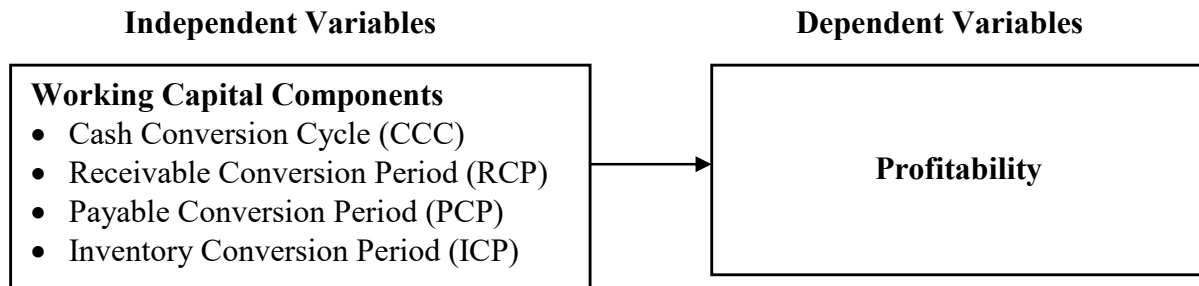 Independent Variables
Dependent Variables
Working Capital Components
• Cash Conversion Cycle (CCC)
• Receivable Conversion Period (RCP)
• Payable Conversion Period (PCP)
• Inventory Conversion Period (ICP)
Profitability